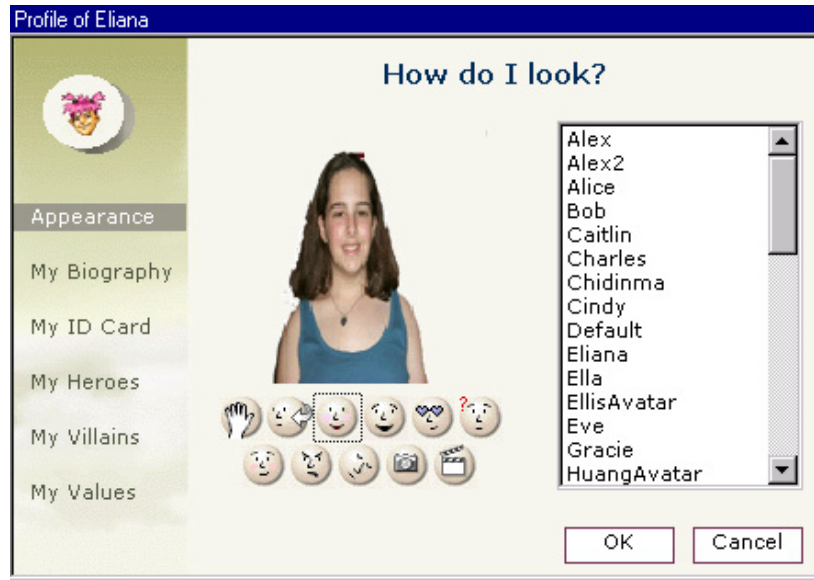 Profile of Eliana
How do I look?
Appearance
My Biography
My ID Card
My Heroes
My Villains
My Values
?
Alex
Alex2
Alice
Bob
Caitlin
Charles
Chidinma
Cindy
Default
Eliana
Ella
EllisAvatar
Eve
Gracie
HuangAvatar
OK
Cancel